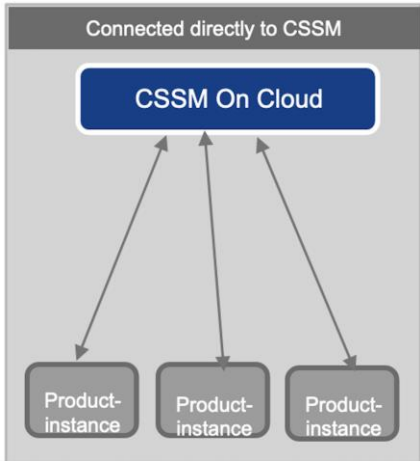 Connected directly to CSSM
CSSM On Cloud
Product-
instance
Product-
instance
Product-
instance